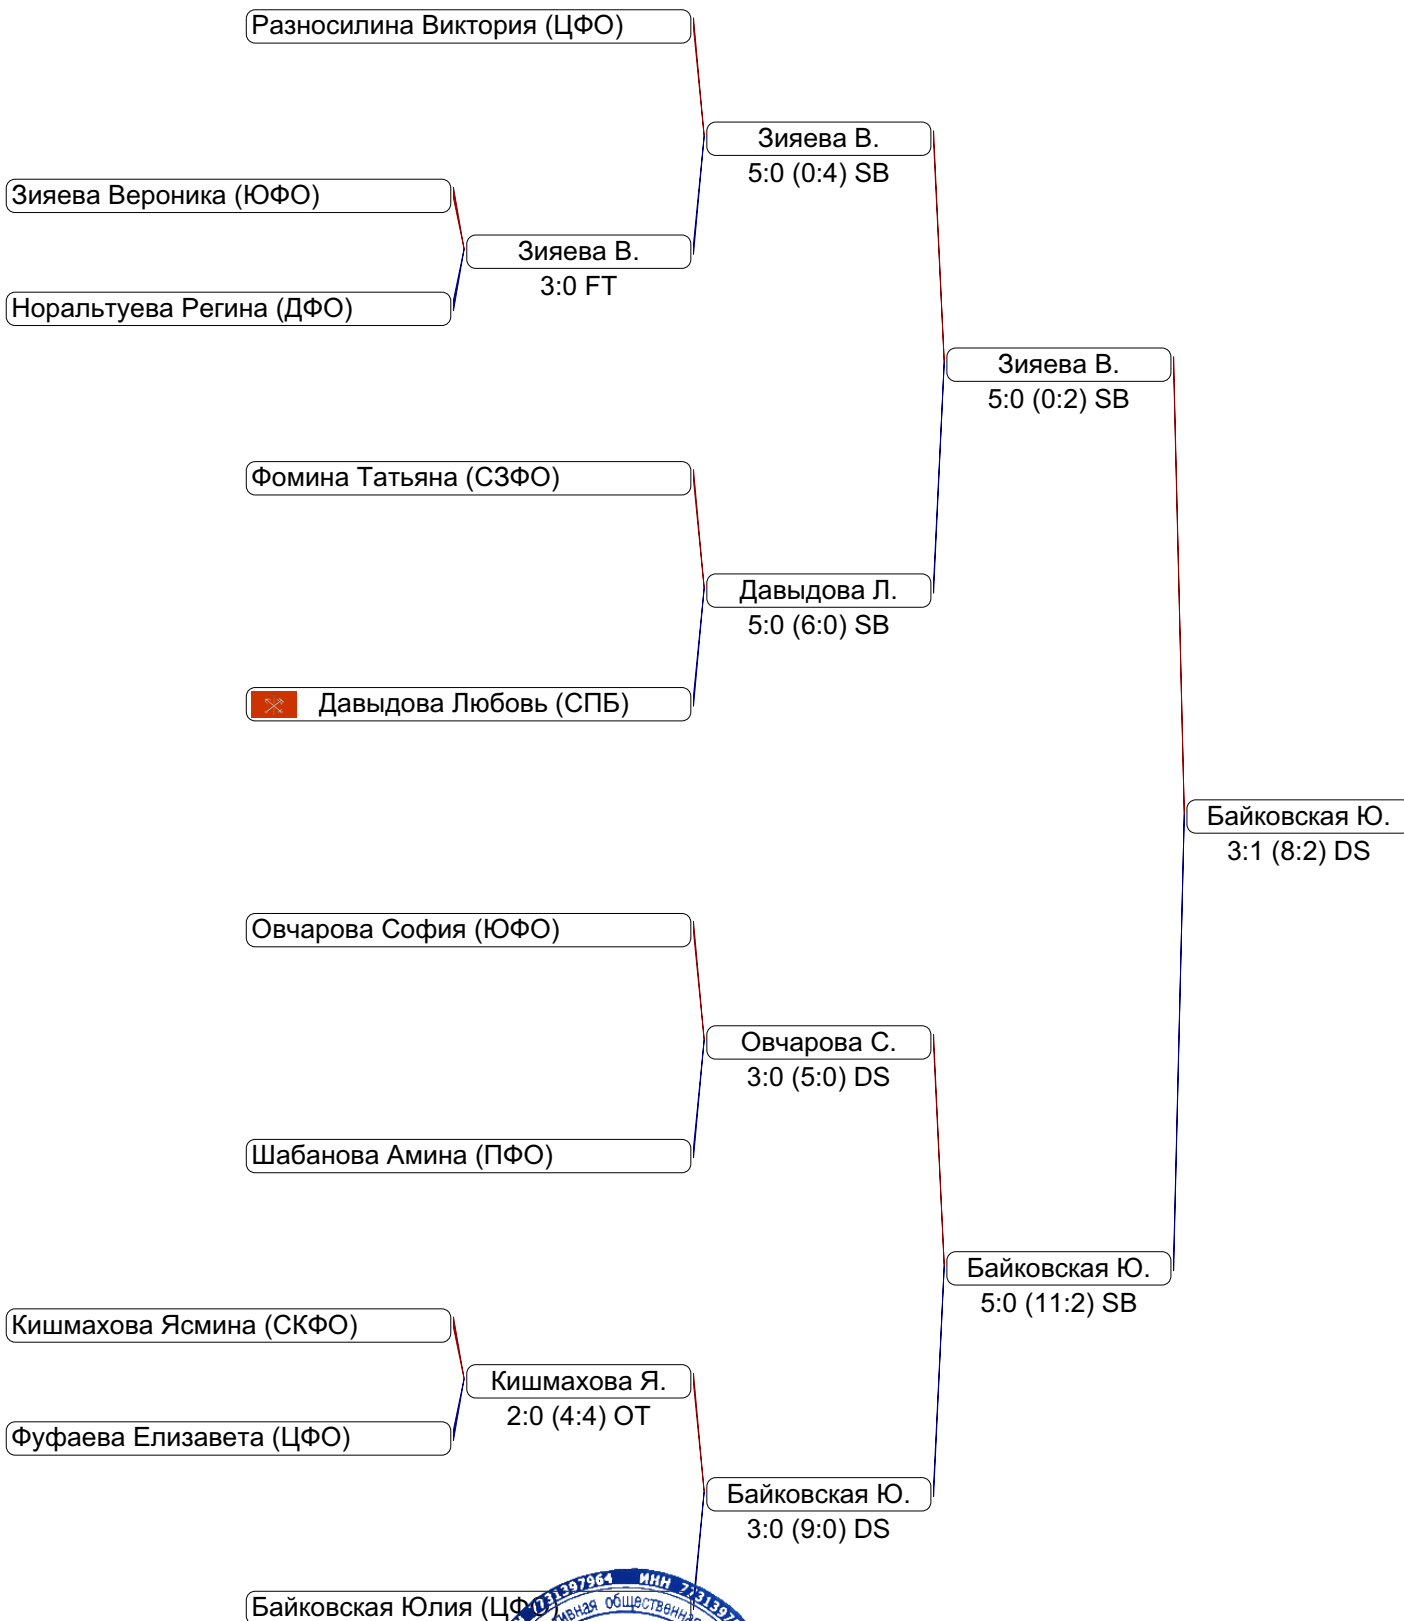 Разносилина Виктория (ЦФО)
Зияева В.
5:0 (0:4) SB
Зияева Вероника (ЮФО)
Зияева В.
3:0 FT
Норальтуева Регина (ДФО)
Зияева В.
5:0 (0:2) SB
Фомина Татьяна (СЗФО)
Давыдова Л.
5:0 (6:0) SB
Давыдова Любовь (СПБ)
Байковская Ю.
3:1 (8:2) DS
Овчарова София (ЮФО)
Овчарова С.
3:0 (5:0) DS
Шабанова Амина (ПФО)
Байковская Ю.
5:0 (11:2) SB
Кишмахова Ясмина (СКФО)
Кишмахова Я.
2:0 (4:4) OT
Фуфаева Елизавета (ЦФО)
Байковская Ю.
3:0 (9:0) DS
Байковская Юлия (ЦФО)
ИНН